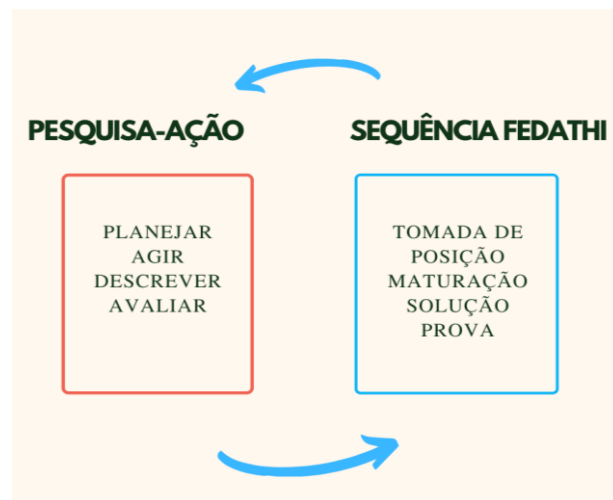 PESQUISA-AÇÃO
SEQUÊNCIA FEDATHI
PLANEJAR
AGIR
DESCREVER
AVALIAR
TOMADA DE
POSIÇÃO
MATURAÇÃO
SOLUÇÃO
PROVA